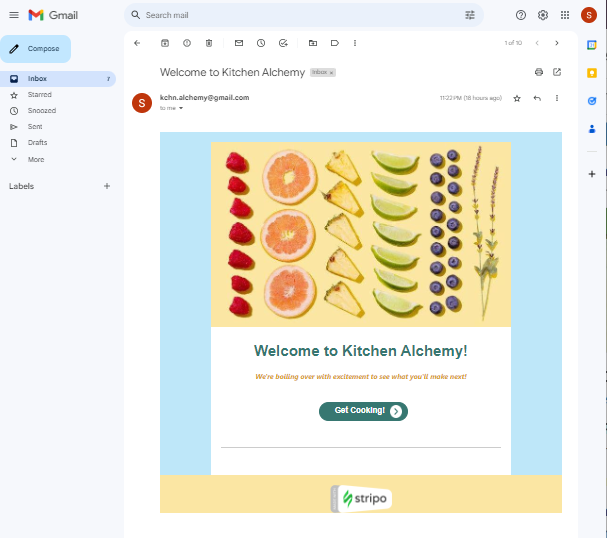 Gmail
Search mail
Compose
Inbox
7
Starred
Snoozed
Sent
Drafts
More
Labels
1 of 10
Welcome to Kitchen Alchemy
Inbox x
S
kchn.alchemy@gmail.com
to me
11:22 PM (18 hours ago)
S
Welcome to Kitchen Alchemy!
We're boiling over with excitement to see what you'll make next!
Get Cooking!
stripo